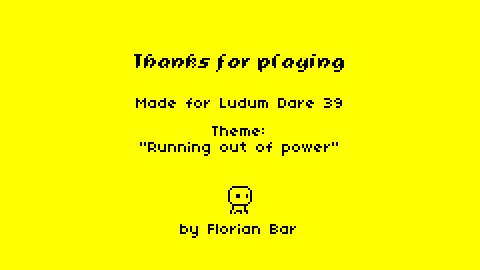 Thanks for playing
Made for Ludum Dare 39
Theme:
"Running out of power"
by Florian Bar